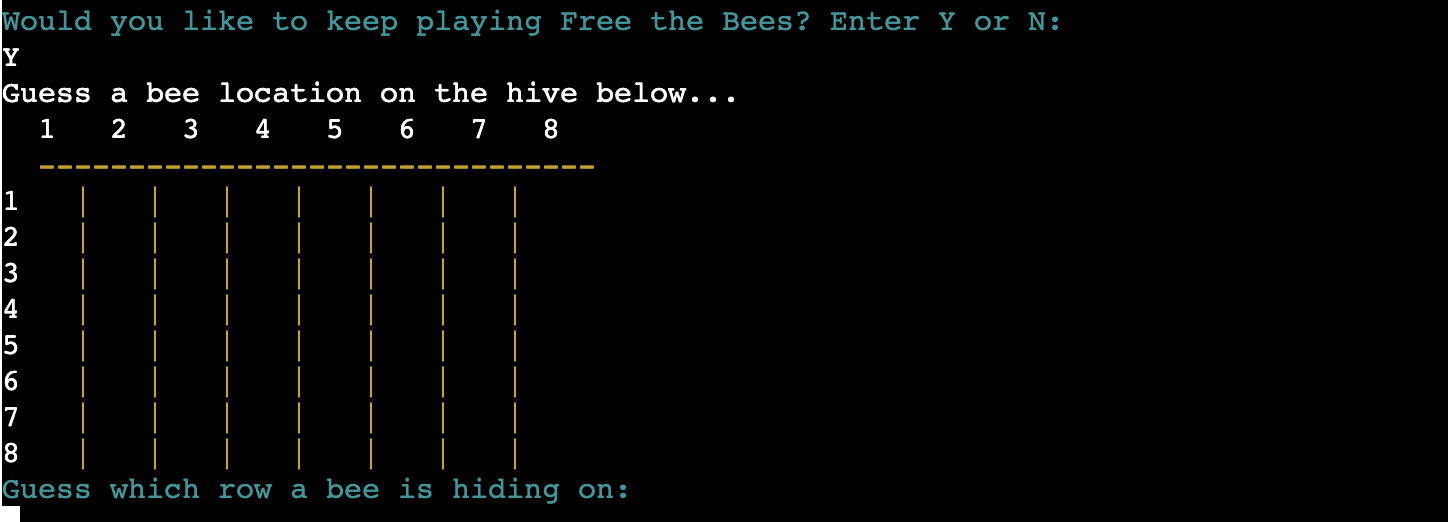 Would you like to keep playing Free the Bees? Enter Y or N:
Y
Guess a bee location on the hive below...
1 2 3 4 5 6 7 8
-------------------------------
1 | | | | | | |
2 | | | | | | |
3 | | | | | | |
4 | | | | | | |
5 | | | | | | |
6 | | | | | | |
7 | | | | | | |
8 | | | | | | |
Guess which row a bee is hiding on: